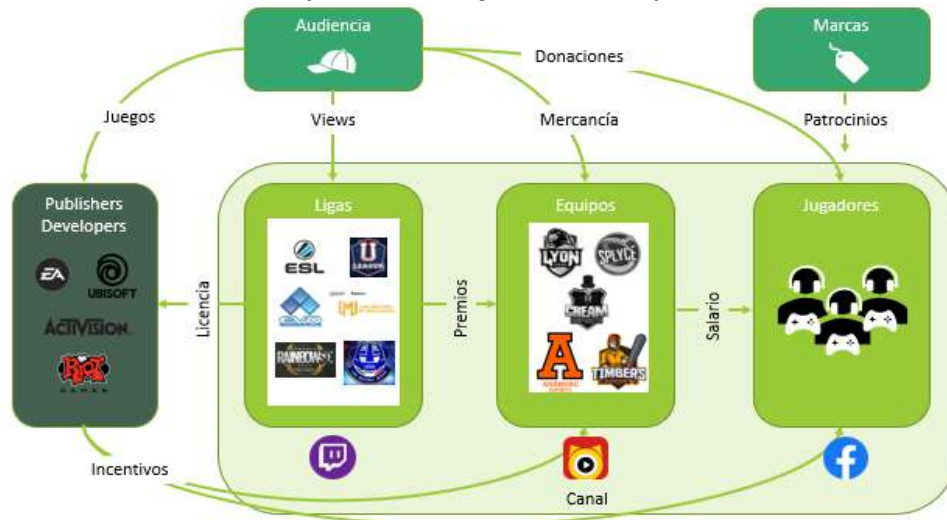 Audiencia
Marcas
Donaciones
Juegos
Views
Mercancía
Patrocinios
Publishers
Developers
Ligas
Equipos
Jugadores
EA
UBISOFT
ACTIVISION
RIOT
GAMES
ESL
U
LEAGUE
RAINBOW
LYON
SPLYCE
CREAM
TIMBERS
Licencia
Premios
Salario
Incentivos
Canal